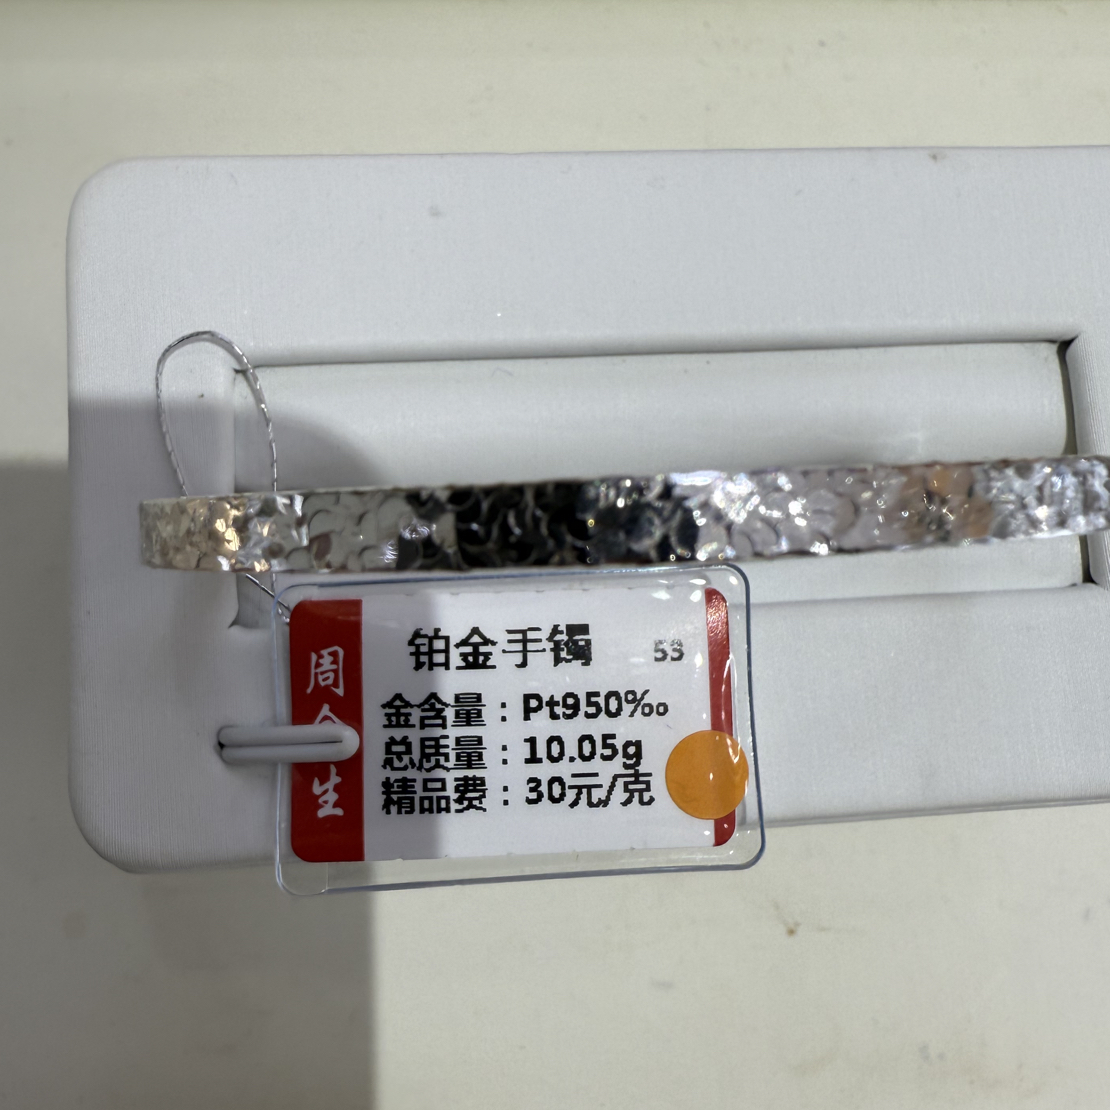 周
生
铂金手镯 53
金含量：Pt950‰
总质量：10.05g
精品费：30元/克